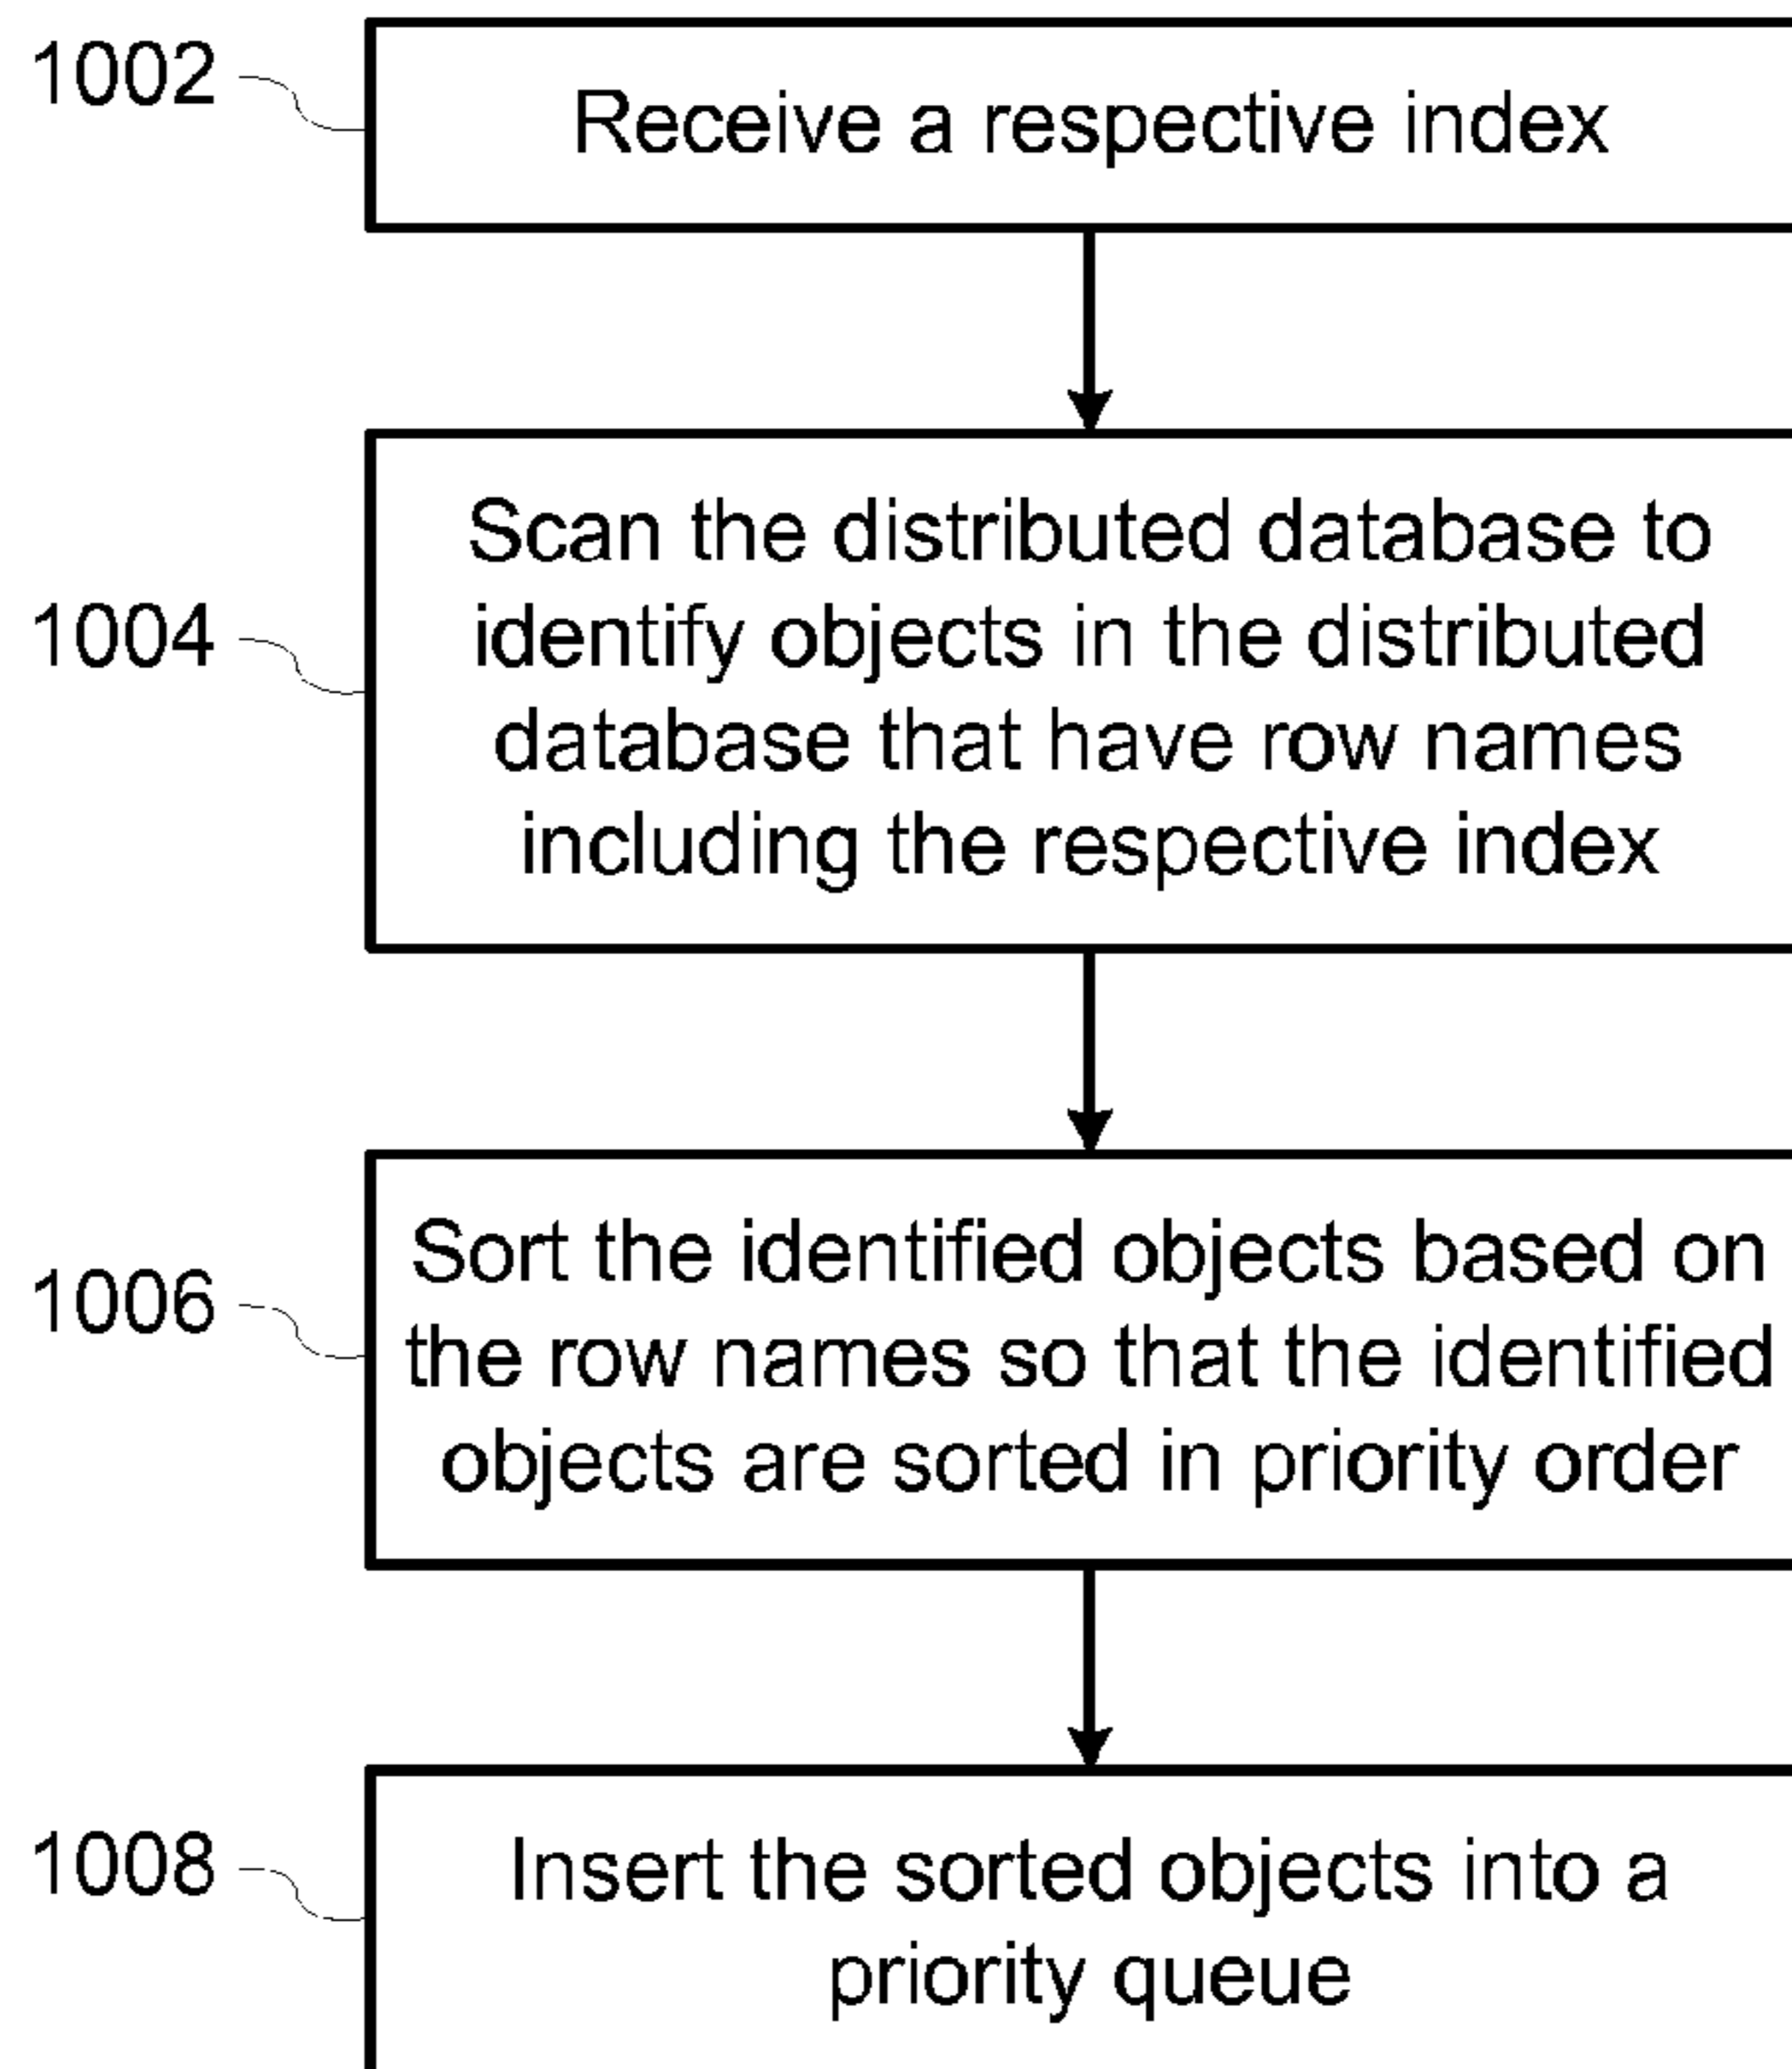 1002
Receive a respective index
Scan the distributed database to
identify objects in the distributed
1004
database that have row names
including the respective index
Sort the identified objects based on
1006
the row names so that the identified
objects are sorted in priority order
1008
Insert the sorted objects into a
priority queue